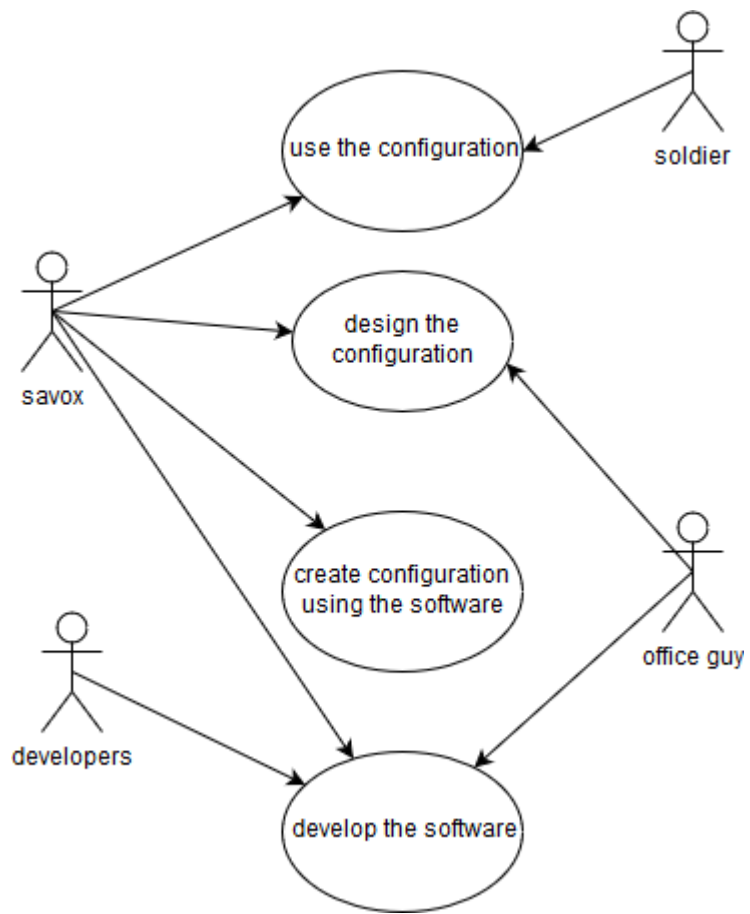 use the configuration
soldier
design the
configuration
savox
create configuration
using the software
office guy
developers
develop the software